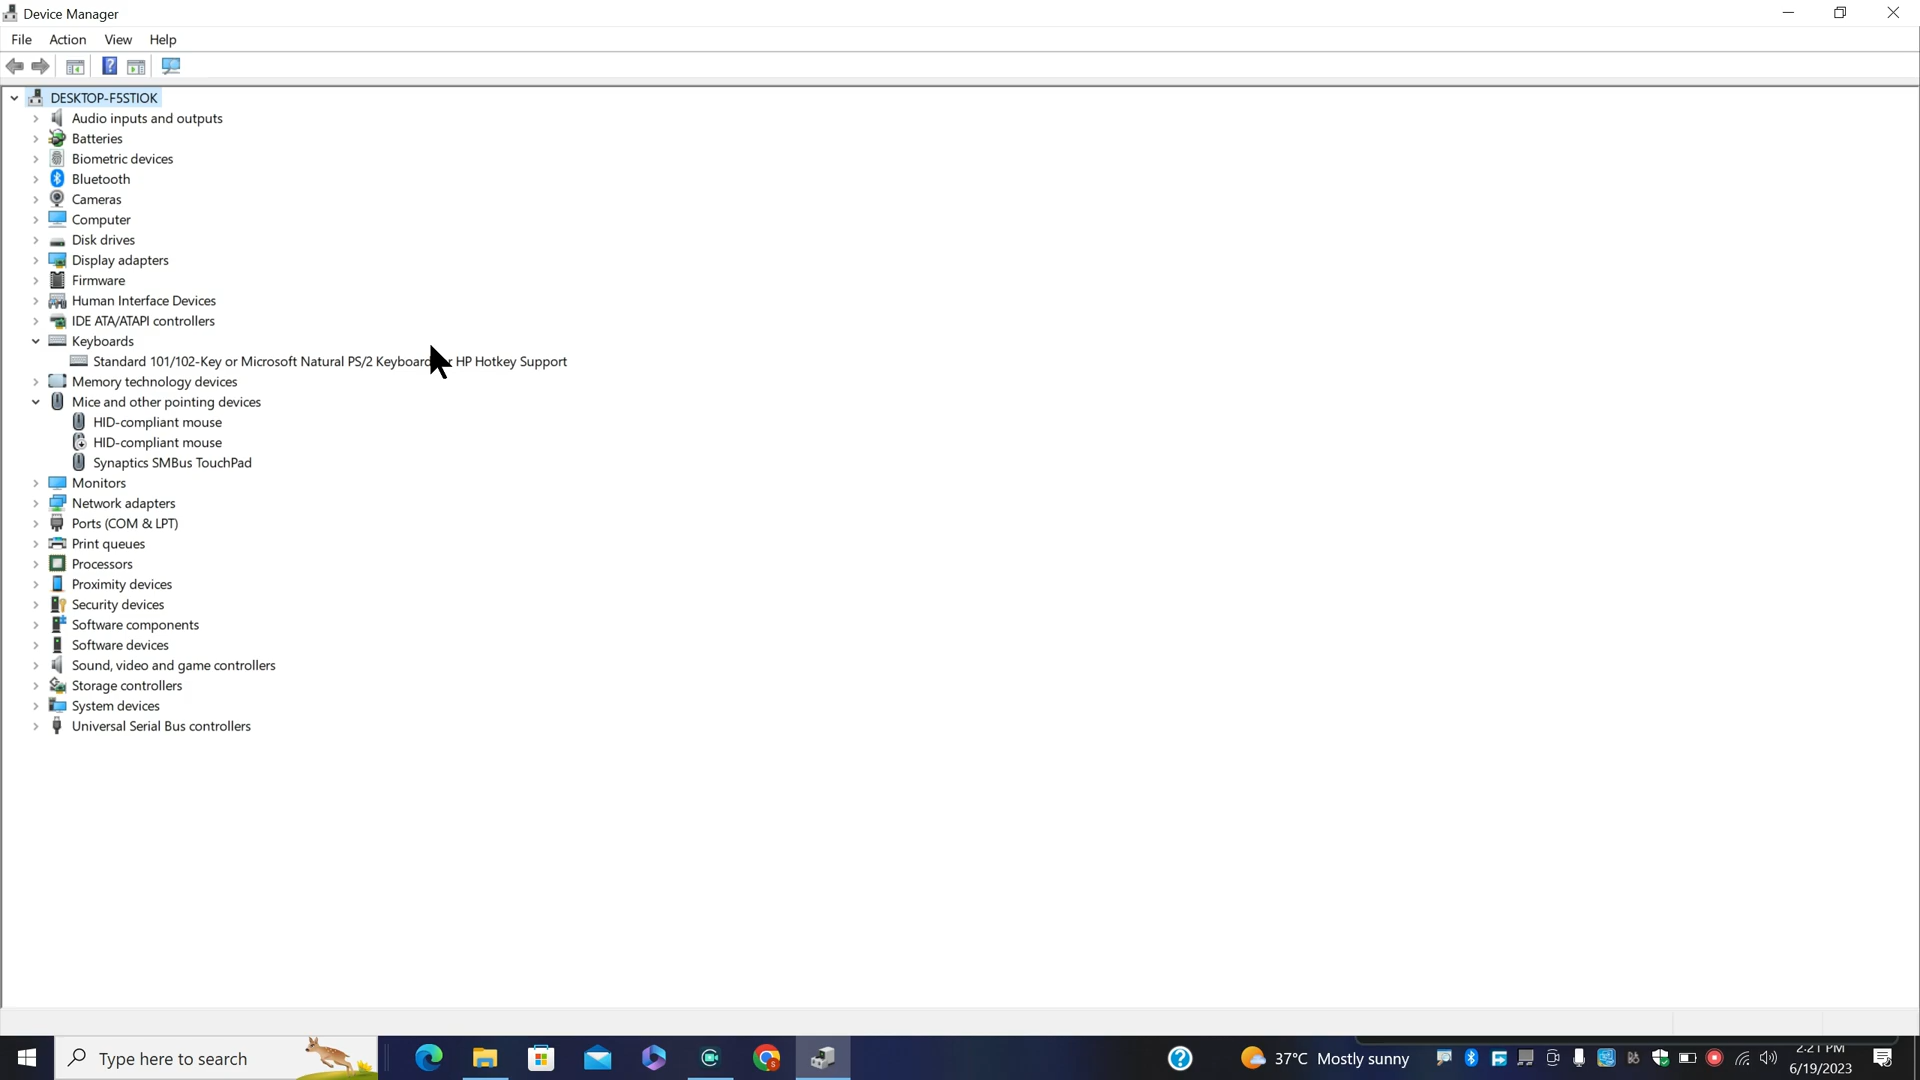 Device Manager
File Action View Help
DESKTOP-F5STIOK
Audio inputs and outputs
Batteries
Biometric devices
Bluetooth
Cameras
Computer
Disk drives
Display adapters
Firmware
Human Interface Devices
IDE ATA/ATAPI controllers
Keyboards
Standard 101/102-Key or Microsoft Natural PS/2 Keyboard HP Hotkey Support
Memory technology devices
Mice and other pointing devices
HID-compliant mouse
HID-compliant mouse
Synaptics SMBus TouchPad
Monitors
Network adapters
Ports (COM & LPT)
Print queues
Processors
Proximity devices
Security devices
Software components
Software devices
Sound, video and game controllers
Storage controllers
System devices
Universal Serial Bus controllers
Type here to search
37°C Mostly sunny
2:21 PM
6/19/2023